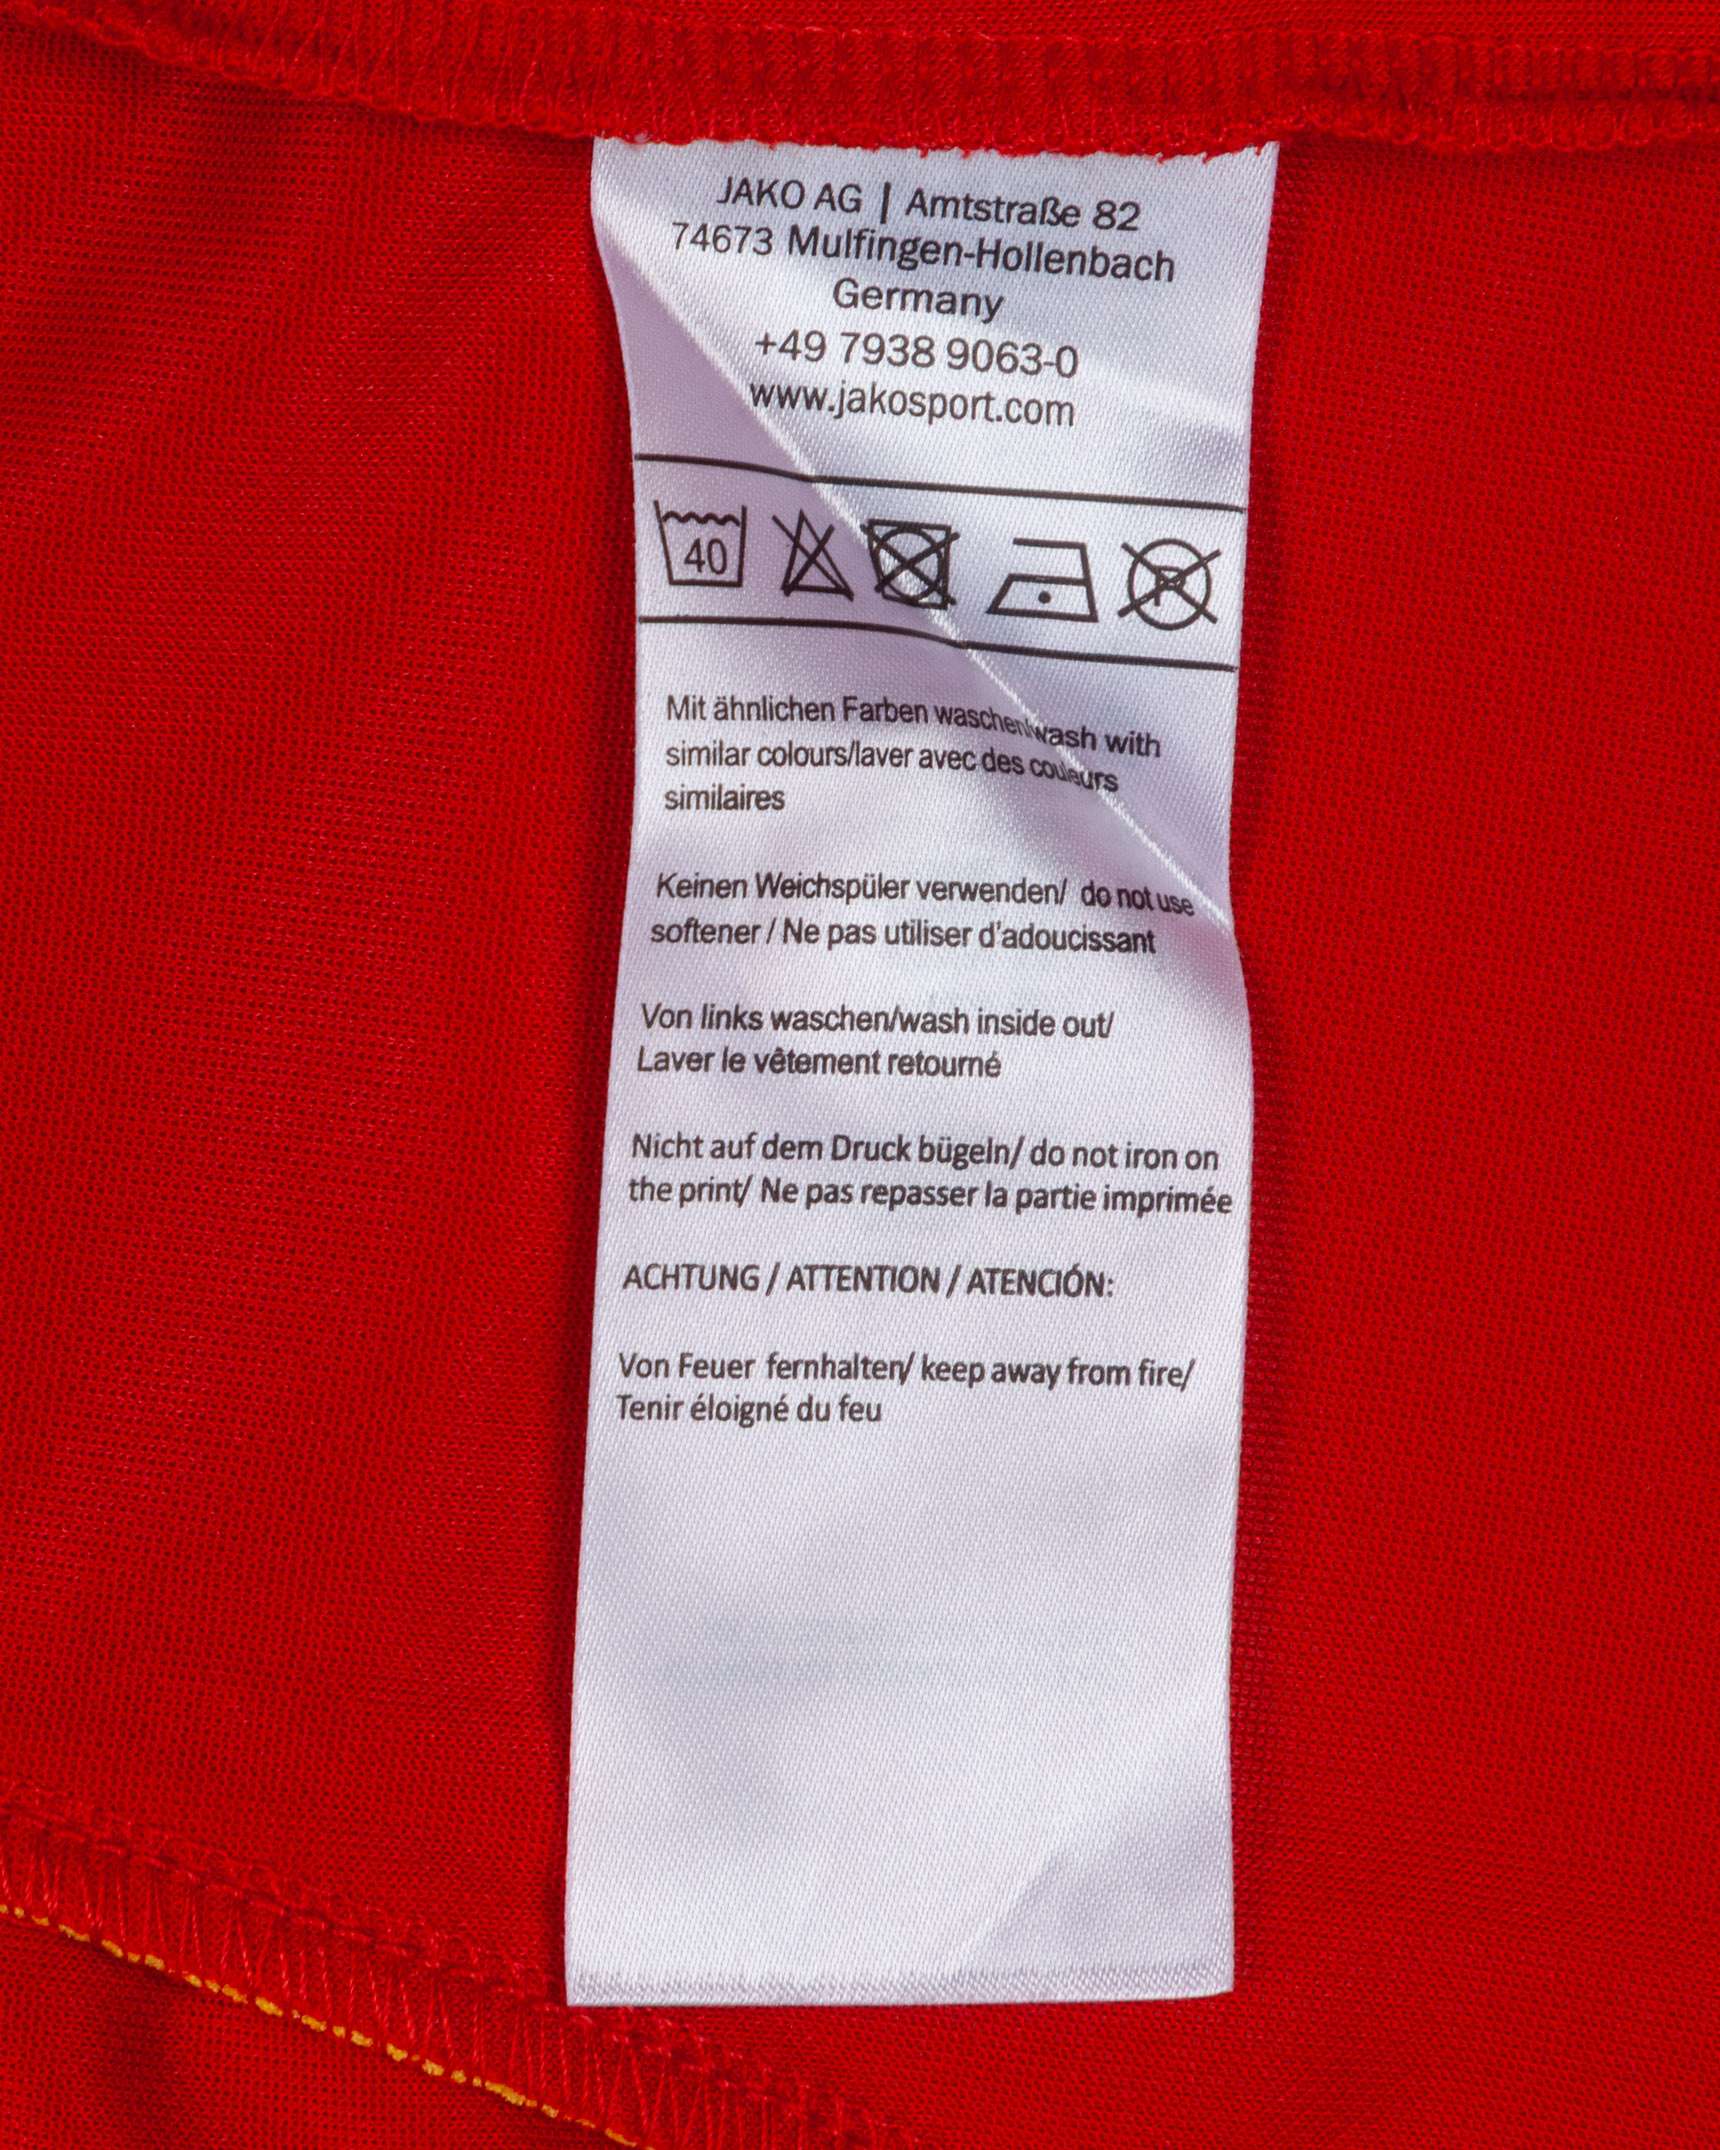 JAKO AG | Amtstraße 82
74673 Mulfingen-Hollenbach
Germany
+49 7938 9063-0
www.jakosport.com
40 P
Mit ähnlichen Farben waschen/wash with
similar colours/laver avec des couleurs
similaires
Keinen Weichspüler verwenden/ do not use
softener / Ne pas utiliser d'adoucissant
Von links waschen/wash inside out/
Laver le vêtement retourné
Nicht auf dem Druck bügeln/ do not iron on
the print/ Ne pas repasser la partie imprimée
ACHTUNG / ATTENTION / ATENCIÓN:
Von Feuer fernhalten/ keep away from fire/
Tenir éloigné du feu